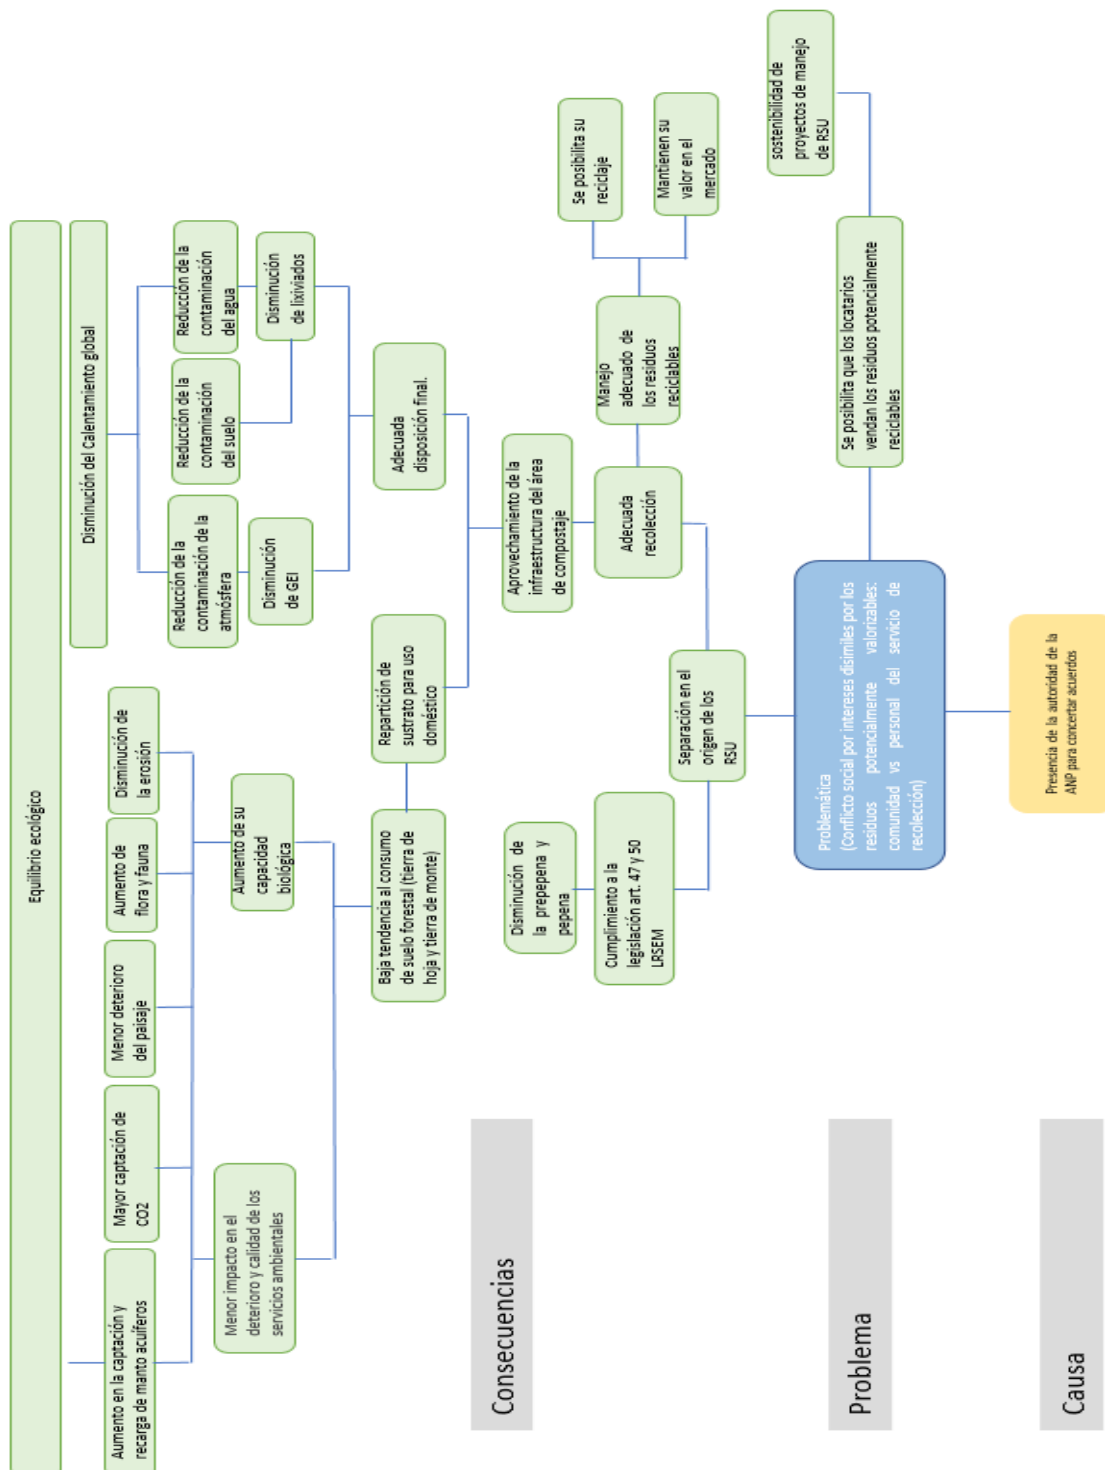 Equilibrio ecológico
Disminución del Calentamiento global
Aumento en la captación y
recarga de manto acuíferos
Mayor captación de
CO2
Menor deterioro
del paisaje
Aumento de
flora y fauna
Disminución de
la erosión
Reducción de la
contaminación de la
atmósfera
Reducción de la
contaminación
del suelo
Reducción de la
contaminación
del agua
Menor impacto en el
deterioro y calidad de los
servicios ambientales
Aumento de su
capacidad
biológica
Disminución
de GEI
Disminución
de lixiviados
Baja tendencia al consumo
de suelo forestal (tierra de
hoja y tierra de monte)
Repartición de
sustrato para uso
doméstico
Adecuada
disposición final.
Consecuencias
Disminución de
la prepepena y
pepena
Aprovechamiento de la
infraestructura del área
de compostaje
Se posibilita su
reciclaje
Cumplimiento a la
legislación art. 47 y 50
LRSEM
Adecuada
recolección
Manejo
adecuado de
los residuos
reciclables
Mantienen su
valor en el
mercado
Separación en el
origen de los
RSU
Problema
Problemática
(Conflicto social por intereses disimiles por los
residuos potencialmente valorizables:
comunidad vs personal del servicio de
recolección)
Se posibilita que los locatarios
vendan los residuos potencialmente
reciclables
sostenibilidad de
proyectos de manejo
de RSU
Causa
Presencia de la autoridad de la
ANP para concertar acuerdos